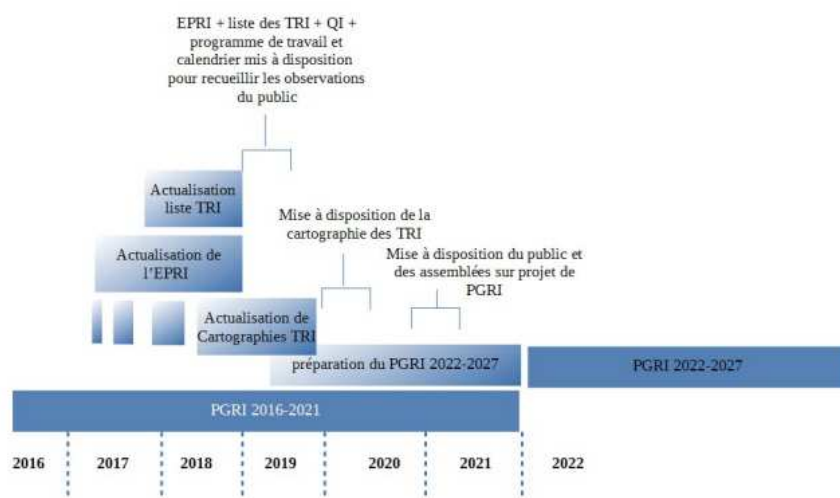 EPRI + liste des TRI + QI +
programme de travail et
calendrier mis à disposition
pour recueillir les observations
du public
Actualisation
liste TRI
Mise à disposition de la
cartographie des TRI
Actualisation de
l'EPRI
Mise à disposition du public et
des assemblées sur projet de
PGRI
Actualisation de
Cartographies TRI
préparation du PGRI 2022-2027
PGRI 2022-2027
PGRI 2016-2021
2016 2017 2018 2019 2020 2021 2022